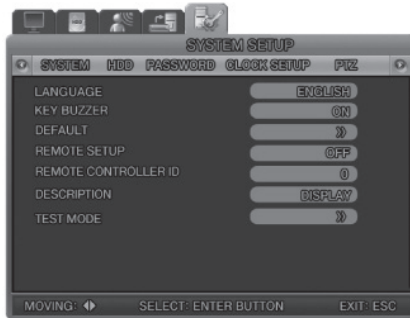 SYSTEM SETUP
SYSTEM HDD PASSWORD CLOCK SETUP PTZ
LANGUAGE ENGLISH
KEY BUZZER ON
DEFAULT »
REMOTE SETUP OFF
REMOTE CONTROLLER ID 0
DESCRIPTION DISPLAY
TEST MODE »
MOVING: SELECT: ENTER BUTTON EXIT: ESC